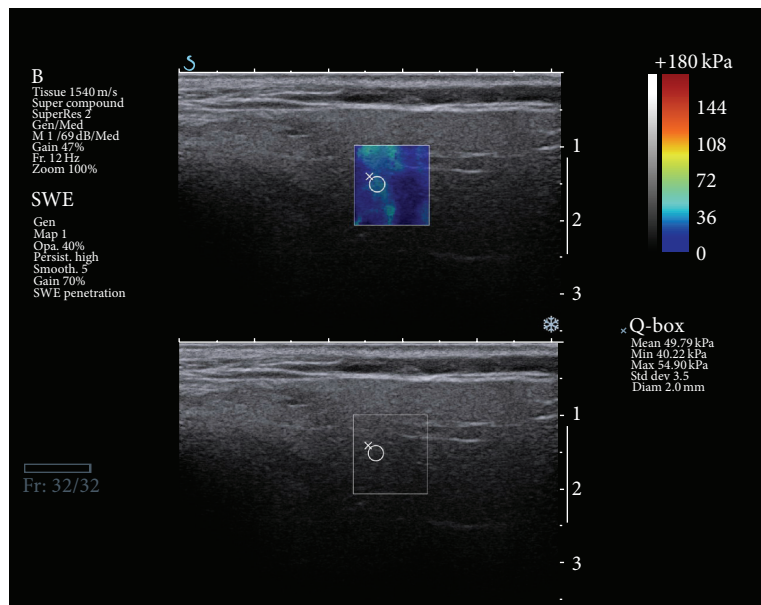 B
Tissue 1540 m/s
Super compound
SuperRes 2
Gen/Med
M 1 /69 dB/Med
Gain 47%
Fr. 12 Hz
Zoom 100%
SWE
Gen
Map 1
Opa. 40%
Persist. high
Smooth. 5
Gain 70%
SWE penetration
Fr: 32/32
1
2
3
1
2
3
+180 kPa
144
108
72
36
0
× Q-box
Mean 49.79 kPa
Min 40.22 kPa
Max 54.90 kPa
Std dev 3.5
Diam 2.0 mm